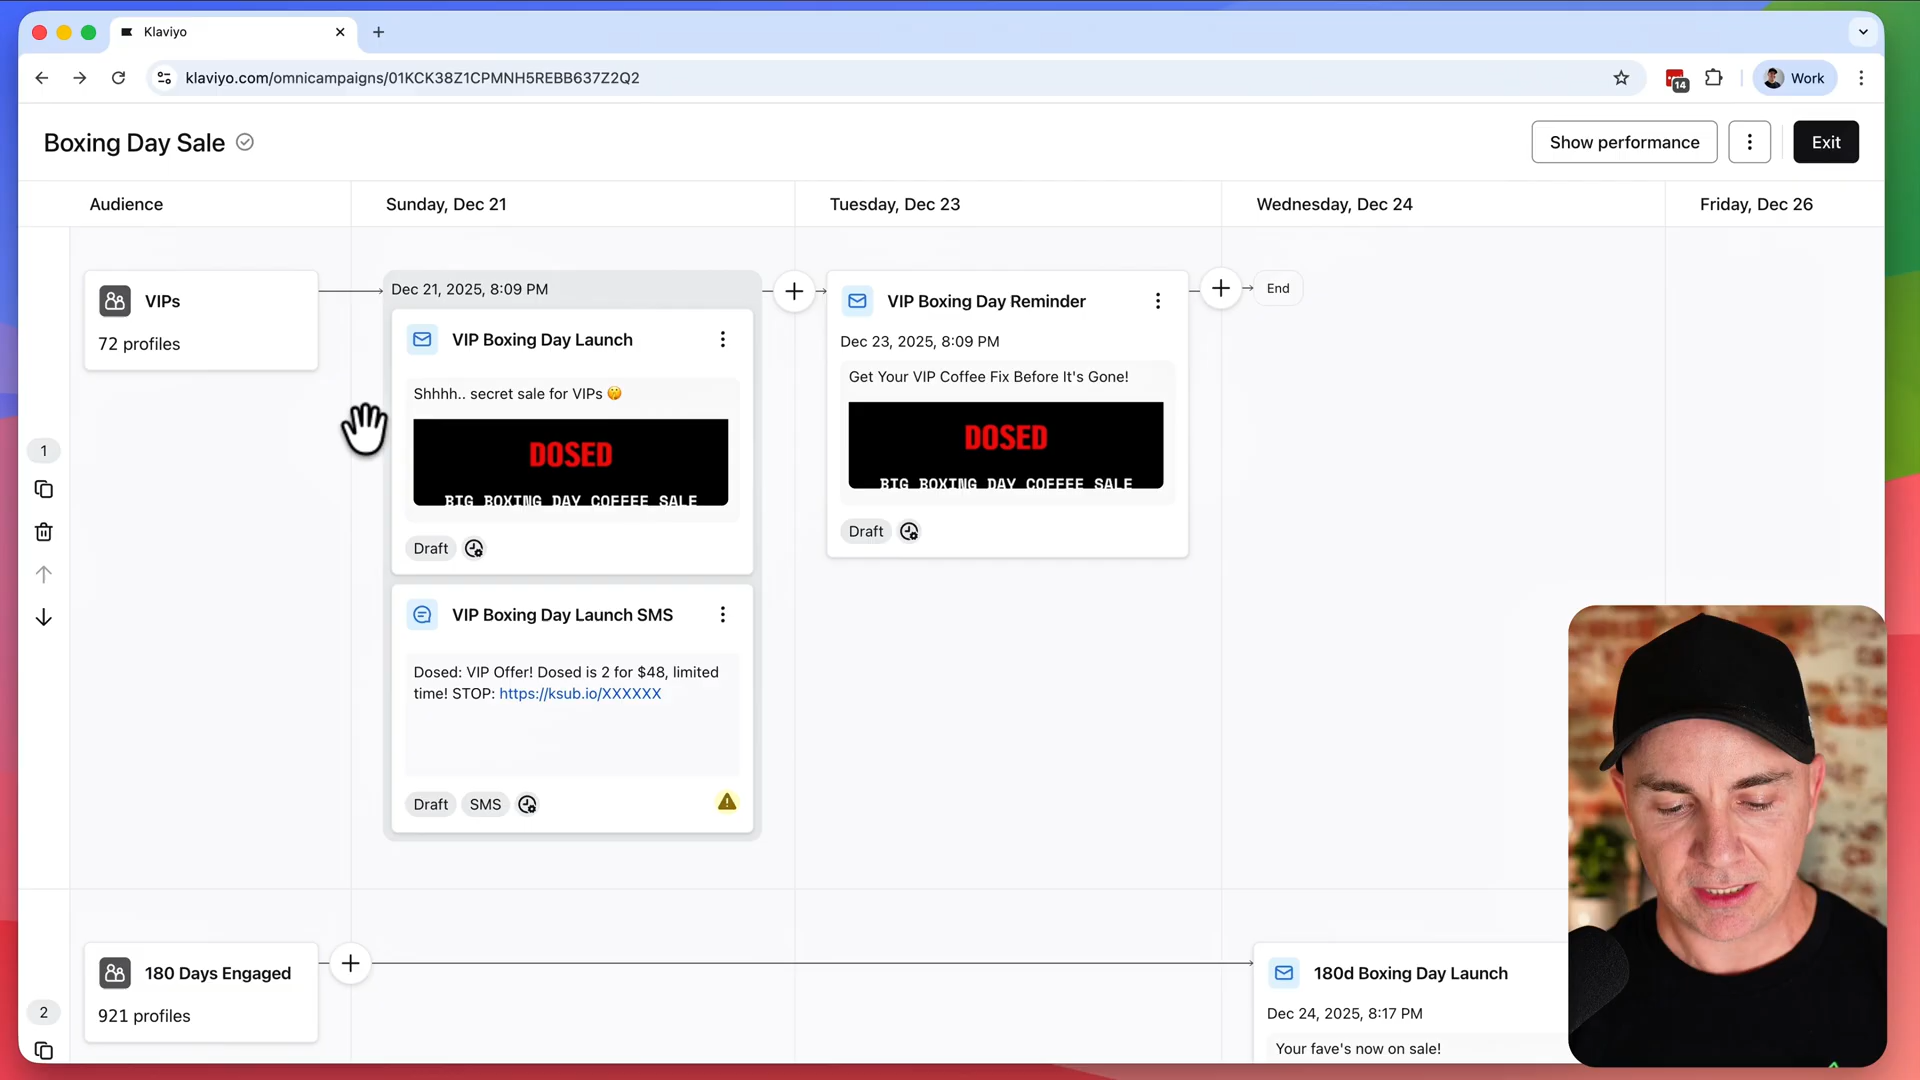 Klaviyo
klaviyo.com/omnicampaigns/01KCK38Z1CPMNH5REBB637Z2Q2
14
Work
Boxing Day Sale
Show performance
Exit
Audience
Sunday, Dec 21
Tuesday, Dec 23
Wednesday, Dec 24
Friday, Dec 26
1
VIPs
72 profiles
Dec 21, 2025, 8:09 PM
VIP Boxing Day Launch
Shhhh.. secret sale for VIPs 🤫
DOSED
BIG BOXING DAY COFFEE SALE
Draft
VIP Boxing Day Launch SMS
Dosed: VIP Offer! Dosed is 2 for $48, limited
time! STOP: https://ksub.io/XXXXXX
Draft
SMS
VIP Boxing Day Reminder
Dec 23, 2025, 8:09 PM
Get Your VIP Coffee Fix Before It's Gone!
DOSED
BIG BOXING DAY COFFEE SALE
Draft
End
2
180 Days Engaged
921 profiles
180d Boxing Day Launch
Dec 24, 2025, 8:17 PM
Your fave's now on sale!